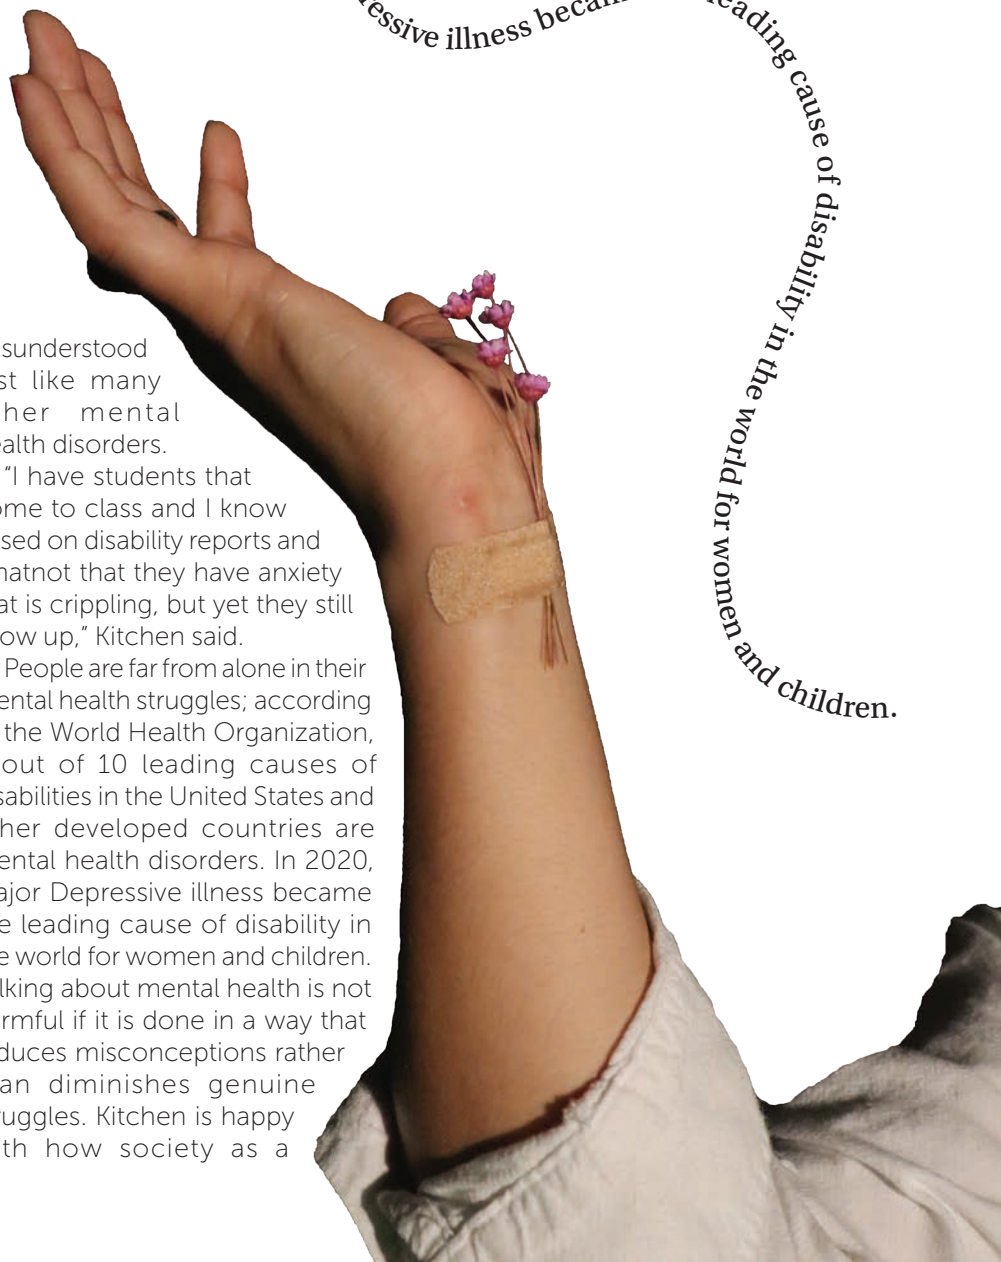 ressive illness becam leading cause of disability in the world for women and children.
sunderstood
st like many
her mental
ealth disorders.
“I have students that
ome to class and I know
sed on disability reports and
hatnot that they have anxiety
at is crippling, but yet they still
ow up,” Kitchen said.
People are far from alone in their
ental health struggles; according
the World Health Organization,
out of 10 leading causes of
sabilities in the United States and
her developed countries are
ental health disorders. In 2020,
ajor Depressive illness became
e leading cause of disability in
e world for women and children.
lking about mental health is not
rmful if it is done in a way that
duces misconceptions rather
an diminishes genuine
ruggles. Kitchen is happy
th how society as a